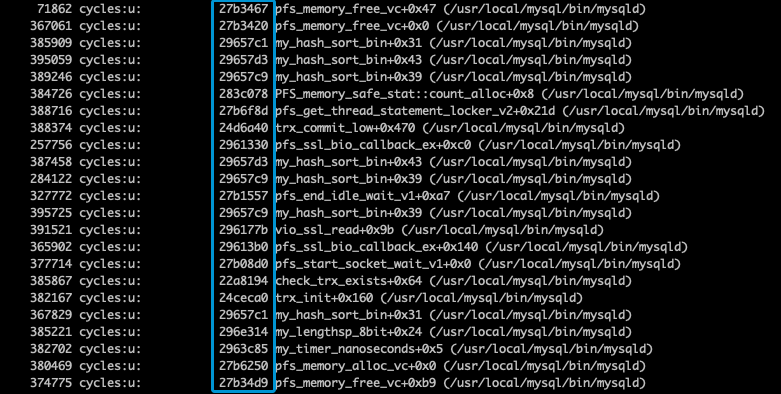 71862 cycles:u: 27b3467 pfs_memory_free_vc+0x47 (/usr/local/mysql/bin/mysqld)
367061 cycles:u: 27b3420 pfs_memory_free_vc+0x0 (/usr/local/mysql/bin/mysqld)
385909 cycles:u: 29657c1 my_hash_sort_bin+0x31 (/usr/local/mysql/bin/mysqld)
395059 cycles:u: 29657d3 my_hash_sort_bin+0x43 (/usr/local/mysql/bin/mysqld)
389246 cycles:u: 29657c9 my_hash_sort_bin+0x39 (/usr/local/mysql/bin/mysqld)
384726 cycles:u: 283c078 PFS_memory_safe_stat::count_alloc+0x8 (/usr/local/mysql/bin/mysqld)
388716 cycles:u: 27b6f8d pfs_get_thread_statement_locker_v2+0x21d (/usr/local/mysql/bin/mysqld)
388374 cycles:u: 24d6a40 trx_commit_low+0x470 (/usr/local/mysql/bin/mysqld)
257756 cycles:u: 2961330 pfs_ssl_bio_callback_ex+0xc0 (/usr/local/mysql/bin/mysqld)
387458 cycles:u: 29657d3 my_hash_sort_bin+0x43 (/usr/local/mysql/bin/mysqld)
284122 cycles:u: 29657c9 my_hash_sort_bin+0x39 (/usr/local/mysql/bin/mysqld)
327772 cycles:u: 27b1557 pfs_end_idle_wait_v1+0xa7 (/usr/local/mysql/bin/mysqld)
395725 cycles:u: 29657c9 my_hash_sort_bin+0x39 (/usr/local/mysql/bin/mysqld)
391521 cycles:u: 296177b vio_ssl_read+0x9b (/usr/local/mysql/bin/mysqld)
365902 cycles:u: 29613b0 pfs_ssl_bio_callback_ex+0x140 (/usr/local/mysql/bin/mysqld)
377714 cycles:u: 27b08d0 pfs_start_socket_wait_v1+0x0 (/usr/local/mysql/bin/mysqld)
385867 cycles:u: 22a8194 check_trx_exists+0x64 (/usr/local/mysql/bin/mysqld)
382167 cycles:u: 24ceca0 trx_init+0x160 (/usr/local/mysql/bin/mysqld)
367829 cycles:u: 29657c1 my_hash_sort_bin+0x31 (/usr/local/mysql/bin/mysqld)
385221 cycles:u: 296e314 my_lengthsp_8bit+0x24 (/usr/local/mysql/bin/mysqld)
382702 cycles:u: 2963c85 my_timer_nanoseconds+0x5 (/usr/local/mysql/bin/mysqld)
380469 cycles:u: 27b6250 pfs_memory_alloc_vc+0x0 (/usr/local/mysql/bin/mysqld)
374775 cycles:u: 27b34d9 pfs_memory_free_vc+0xb9 (/usr/local/mysql/bin/mysqld)